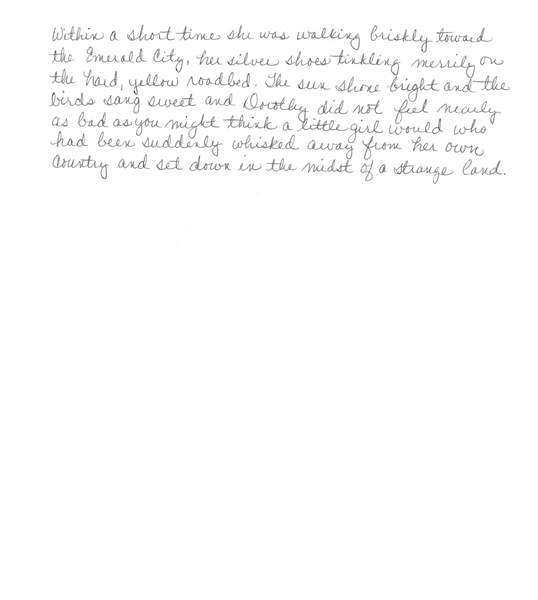 Within a short time she was walking briskly toward
the Emerald City, her silver shoes tinkling merrily on
the hard, yellow roadbed. The sun shone bright and the
birds sang sweet and Dorothy did not feel nearly
as bad as you might think a little girl would who
had been suddenly whisked away from her own
country and set down in the midst of a strange land.